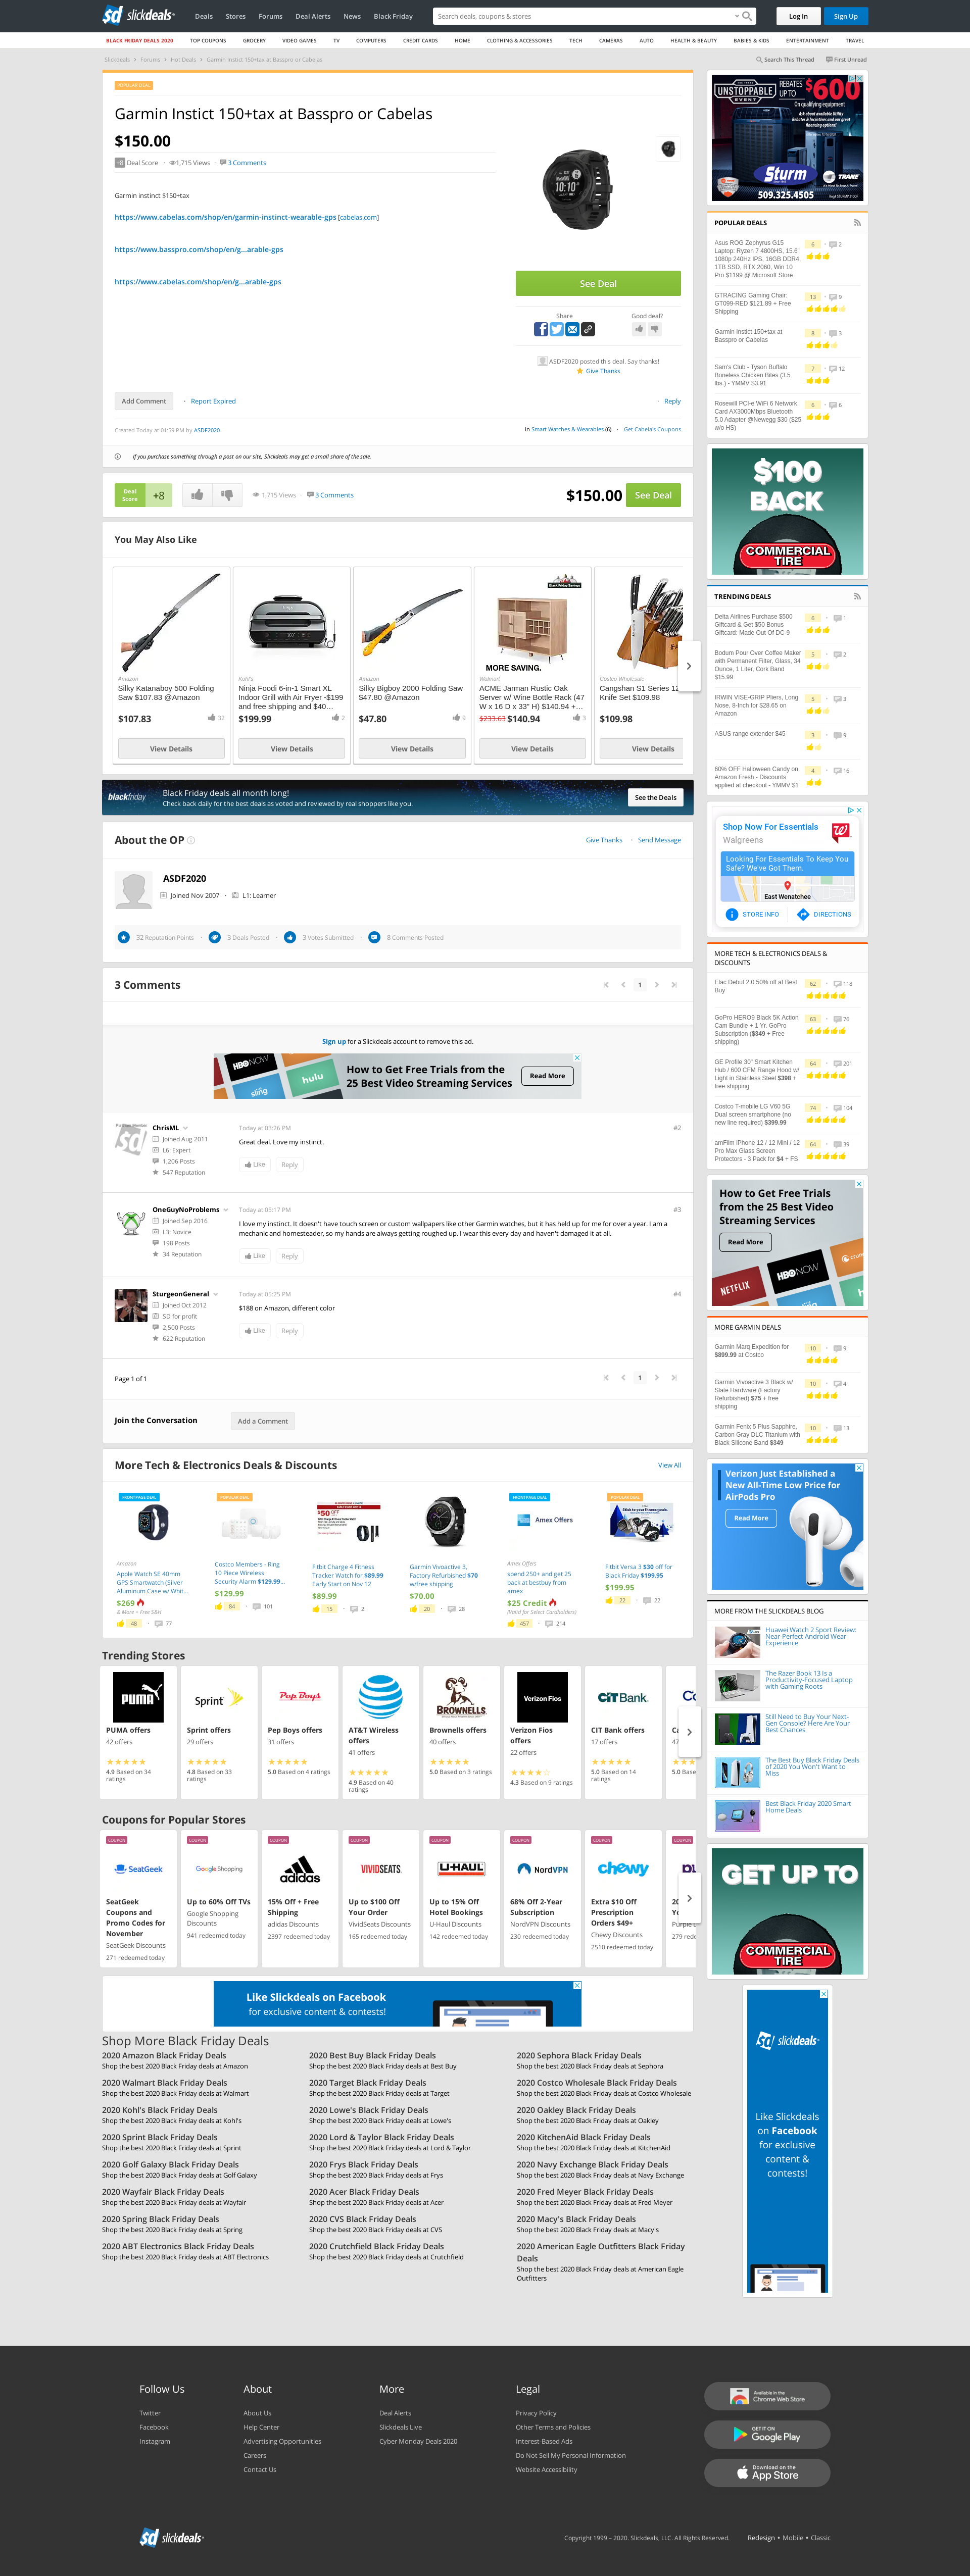 slickdeals
Deals
Stores
Forums
Deal Alerts
News
Black Friday
Search deals, coupons & stores
Log In
Sign Up
BLACK FRIDAY DEALS 2020
TOP COUPONS
GROCERY
VIDEO GAMES
TV
COMPUTERS
CREDIT CARDS
HOME
CLOTHING & ACCESSORIES
TECH
CAMERAS
AUTO
HEALTH & BEAUTY
BABIES & KIDS
ENTERTAINMENT
TRAVEL
Slickdeals > Forums > Hot Deals > Garmin Instict 150+tax at Basspro or Cabelas
Search This Thread
First Unread
POPULAR DEAL
Garmin Instict 150+tax at Basspro or Cabelas
$150.00
+8 Deal Score 1,715 Views 3 Comments
Garmin instinct $150+tax
https://www.cabelas.com/shop/en/garmin-instinct-wearable-gps [cabelas.com]
https://www.basspro.com/shop/en/g...arable-gps
https://www.cabelas.com/shop/en/g...arable-gps
See Deal
Share
Good deal?
ASDF2020 posted this deal. Say thanks!
Give Thanks
Add Comment
Report Expired
Reply
Created Today at 01:59 PM by ASDF2020
in Smart Watches & Wearables (6) Get Cabela's Coupons
If you purchase something through a post on our site, Slickdeals may get a small share of the sale.
Deal Score +8
1,715 Views 3 Comments
$150.00
See Deal
You May Also Like
Amazon
Silky Katanaboy 500 Folding Saw $107.83 @Amazon
$107.83
32
View Details
Kohl's
Ninja Foodi 6-in-1 Smart XL Indoor Grill with Air Fryer -$199 and free shipping and $40...
$199.99
2
View Details
Amazon
Silky Bigboy 2000 Folding Saw $47.80 @Amazon
$47.80
9
View Details
Black Friday Savings
MORE SAVING.
Walmart
ACME Jarman Rustic Oak Server w/ Wine Bottle Rack (47 W x 16 D x 33" H) $140.94 +...
$233.63 $140.94
3
View Details
Costco Wholesale
Cangshan S1 Series 12
Knife Set $109.98
$109.98
View Details
blackfriday
Black Friday deals all month long!
Check back daily for the best deals as voted and reviewed by real shoppers like you.
See the Deals
About the OP
Give Thanks
Send Message
ASDF2020
Joined Nov 2007
L1: Learner
32 Reputation Points
3 Deals Posted
3 Votes Submitted
8 Comments Posted
3 Comments
1
Sign up for a Slickdeals account to remove this ad.
NETFLIX
HBO NOW
sling
hulu
How to Get Free Trials from the
25 Best Video Streaming Services
Read More
ChrisML
Joined Aug 2011
L6: Expert
1,206 Posts
547 Reputation
Today at 03:26 PM
#2
Great deal. Love my instinct.
Like
Reply
OneGuyNoProblems
Joined Sep 2016
L3: Novice
198 Posts
34 Reputation
Today at 05:17 PM
#3
I love my instinct. It doesn't have touch screen or custom wallpapers like other Garmin watches, but it has held up for me for over a year. I am a
mechanic and homesteader, so my hands are always getting roughed up. I wear this every day and haven't damaged it at all.
Like
Reply
SturgeonGeneral
Joined Oct 2012
SD for profit
2,500 Posts
622 Reputation
Today at 05:25 PM
#4
$188 on Amazon, different color
Like
Reply
Page 1 of 1
1
Join the Conversation
Add a Comment
More Tech & Electronics Deals & Discounts
View All
FRONTPAGE DEAL
Amazon
Apple Watch SE 40mm GPS Smartwatch (Silver Aluminum Case w/ Whit...
$269
& More + Free S&H
48
77
POPULAR DEAL
Costco Members - Ring 10 Piece Wireless Security Alarm $129.99...
$129.99
84
101
$50 OFF
Fitbit Charge 4 Fitness Tracker Watch for $89.99 Early Start on Nov 12
$89.99
15
2
Garmin Vivoactive 3, Factory Refurbished $70 w/free shipping
$70.00
20
28
FRONTPAGE DEAL
Amex Offers
Amex Offers
spend 250+ and get 25 back at bestbuy from amex
$25 Credit
(Valid for Select Cardholders)
457
214
POPULAR DEAL
Fitbit Versa 3 $30 off for Black Friday $199.95
$199.95
22
22
Trending Stores
PUMA
PUMA offers
42 offers
4.9 Based on 34 ratings
Sprint
Sprint offers
29 offers
4.8 Based on 33 ratings
Pep Boys
Pep Boys offers
31 offers
5.0 Based on 4 ratings
AT&T Wireless offers
41 offers
4.9 Based on 40 ratings
BROWNELLS
Brownells offers
40 offers
5.0 Based on 3 ratings
Verizon Fios
Verizon Fios offers
22 offers
4.3 Based on 9 ratings
CIT Bank
CIT Bank offers
17 offers
5.0 Based on 14 ratings
Ca
47
5.0 Base
Coupons for Popular Stores
COUPON
SeatGeek
SeatGeek Coupons and Promo Codes for November
SeatGeek Discounts
271 redeemed today
COUPON
Google Shopping
Up to 60% Off TVs
Google Shopping Discounts
941 redeemed today
COUPON
adidas
15% Off + Free Shipping
adidas Discounts
2397 redeemed today
COUPON
VIVIDSEATS
Up to $100 Off Your Order
VividSeats Discounts
165 redeemed today
COUPON
U-HAUL
Up to 15% Off Hotel Bookings
U-Haul Discounts
142 redeemed today
COUPON
NordVPN
68% Off 2-Year Subscription
NordVPN Discounts
230 redeemed today
COUPON
chewy
Extra $10 Off Prescription Orders $49+
Chewy Discounts
2510 redeemed today
COUPON
Like Slickdeals on Facebook
for exclusive content & contests!
Shop More Black Friday Deals
2020 Amazon Black Friday Deals
Shop the best 2020 Black Friday deals at Amazon
2020 Best Buy Black Friday Deals
Shop the best 2020 Black Friday deals at Best Buy
2020 Sephora Black Friday Deals
Shop the best 2020 Black Friday deals at Sephora
2020 Walmart Black Friday Deals
Shop the best 2020 Black Friday deals at Walmart
2020 Target Black Friday Deals
Shop the best 2020 Black Friday deals at Target
2020 Costco Wholesale Black Friday Deals
Shop the best 2020 Black Friday deals at Costco Wholesale
2020 Kohl's Black Friday Deals
Shop the best 2020 Black Friday deals at Kohl's
2020 Lowe's Black Friday Deals
Shop the best 2020 Black Friday deals at Lowe's
2020 Oakley Black Friday Deals
Shop the best 2020 Black Friday deals at Oakley
2020 Sprint Black Friday Deals
Shop the best 2020 Black Friday deals at Sprint
2020 Lord & Taylor Black Friday Deals
Shop the best 2020 Black Friday deals at Lord & Taylor
2020 KitchenAid Black Friday Deals
Shop the best 2020 Black Friday deals at KitchenAid
2020 Golf Galaxy Black Friday Deals
Shop the best 2020 Black Friday deals at Golf Galaxy
2020 Frys Black Friday Deals
Shop the best 2020 Black Friday deals at Frys
2020 Navy Exchange Black Friday Deals
Shop the best 2020 Black Friday deals at Navy Exchange
2020 Wayfair Black Friday Deals
Shop the best 2020 Black Friday deals at Wayfair
2020 Acer Black Friday Deals
Shop the best 2020 Black Friday deals at Acer
2020 Fred Meyer Black Friday Deals
Shop the best 2020 Black Friday deals at Fred Meyer
2020 Spring Black Friday Deals
Shop the best 2020 Black Friday deals at Spring
2020 CVS Black Friday Deals
Shop the best 2020 Black Friday deals at CVS
2020 Macy's Black Friday Deals
Shop the best 2020 Black Friday deals at Macy's
2020 ABT Electronics Black Friday Deals
Shop the best 2020 Black Friday deals at ABT Electronics
2020 Crutchfield Black Friday Deals
Shop the best 2020 Black Friday deals at Crutchfield
2020 American Eagle Outfitters Black Friday Deals
Shop the best 2020 Black Friday deals at American Eagle Outfitters
UNSTOPPABLE
EVENT
REBATES UP TO $600
On qualifying equipment
Sturm
TRANE
509.325.4505
POPULAR DEALS
Asus ROG Zephyrus G15 Laptop: Ryzen 7 4800HS, 15.6" 1080p 240Hz IPS, 16GB DDR4, 1TB SSD, RTX 2060, Win 10 Pro $1199 @ Microsoft Store
6
2
GTRACING Gaming Chair: GT099-RED $121.89 + Free Shipping
13
9
Garmin Instict 150+tax at Basspro or Cabelas
8
3
Sam's Club - Tyson Buffalo Boneless Chicken Bites (3.5 lbs.) - YMMV $3.91
7
12
Rosewill PCI-e WiFi 6 Network Card AX3000Mbps Bluetooth 5.0 Adapter @Newegg $30 ($25 w/o HS)
6
6
$100 BACK
COMMERCIAL TIRE
TRENDING DEALS
Delta Airlines Purchase $500 Giftcard & Get $50 Bonus Giftcard: Made Out Of DC-9
6
1
Bodum Pour Over Coffee Maker with Permanent Filter, Glass, 34 Ounce, 1 Liter, Cork Band $15.99
5
2
IRWIN VISE-GRIP Pliers, Long Nose, 8-Inch for $28.65 on Amazon
5
3
ASUS range extender $45
3
9
60% OFF Halloween Candy on Amazon Fresh - Discounts applied at checkout - YMMV $1
4
16
Shop Now For Essentials
Walgreens
Looking For Essentials To Keep You Safe? We've Got Them.
East Wenatchee
STORE INFO
DIRECTIONS
MORE TECH & ELECTRONICS DEALS & DISCOUNTS
Elac Debut 2.0 50% off at Best Buy
62
118
GoPro HERO9 Black 5K Action Cam Bundle + 1 Yr. GoPro Subscription ($349 + Free shipping)
63
76
GE Profile 30" Smart Kitchen Hub / 600 CFM Range Hood w/ Light in Stainless Steel $398 + free shipping
64
201
Costco T-mobile LG V60 5G Dual screen smartphone (no new line required) $399.99
74
104
amFilm iPhone 12 / 12 Mini / 12 Pro Max Glass Screen Protectors - 3 Pack for $4 + FS
64
39
How to Get Free Trials from the 25 Best Video Streaming Services
Read More
NETFLIX
HBO NOW
crunchyroll
MORE GARMIN DEALS
Garmin Marq Expedition for $899.99 at Costco
10
9
Garmin Vivoactive 3 Black w/ Slate Hardware (Factory Refurbished) $75 + free shipping
10
4
Garmin Fenix 5 Plus Sapphire, Carbon Gray DLC Titanium with Black Silicone Band $349
10
13
Verizon Just Established a New All-Time Low Price for AirPods Pro
Read More
MORE FROM THE SLICKDEALS BLOG
Huawei Watch 2 Sport Review: Near-Perfect Android Wear Experience
The Razer Book 13 Is a Productivity-Focused Laptop with Gaming Roots
Still Need to Buy Your Next-Gen Console? Here Are Your Best Chances
The Best Buy Black Friday Deals of 2020 You Won't Want to Miss
Best Black Friday 2020 Smart Home Deals
GET UP TO
COMMERCIAL TIRE
slickdeals
Like Slickdeals on Facebook for exclusive content & contests!
Follow Us
Twitter
Facebook
Instagram
About
About Us
Help Center
Advertising Opportunities
Careers
Contact Us
More
Deal Alerts
Slickdeals Live
Cyber Monday Deals 2020
Legal
Privacy Policy
Other Terms and Policies
Interest-Based Ads
Do Not Sell My Personal Information
Website Accessibility
Available in the Chrome Web Store
GET IT ON Google Play
Download on the App Store
slickdeals
Copyright 1999 – 2020. Slickdeals, LLC. All Rights Reserved.
Redesign • Mobile • Classic